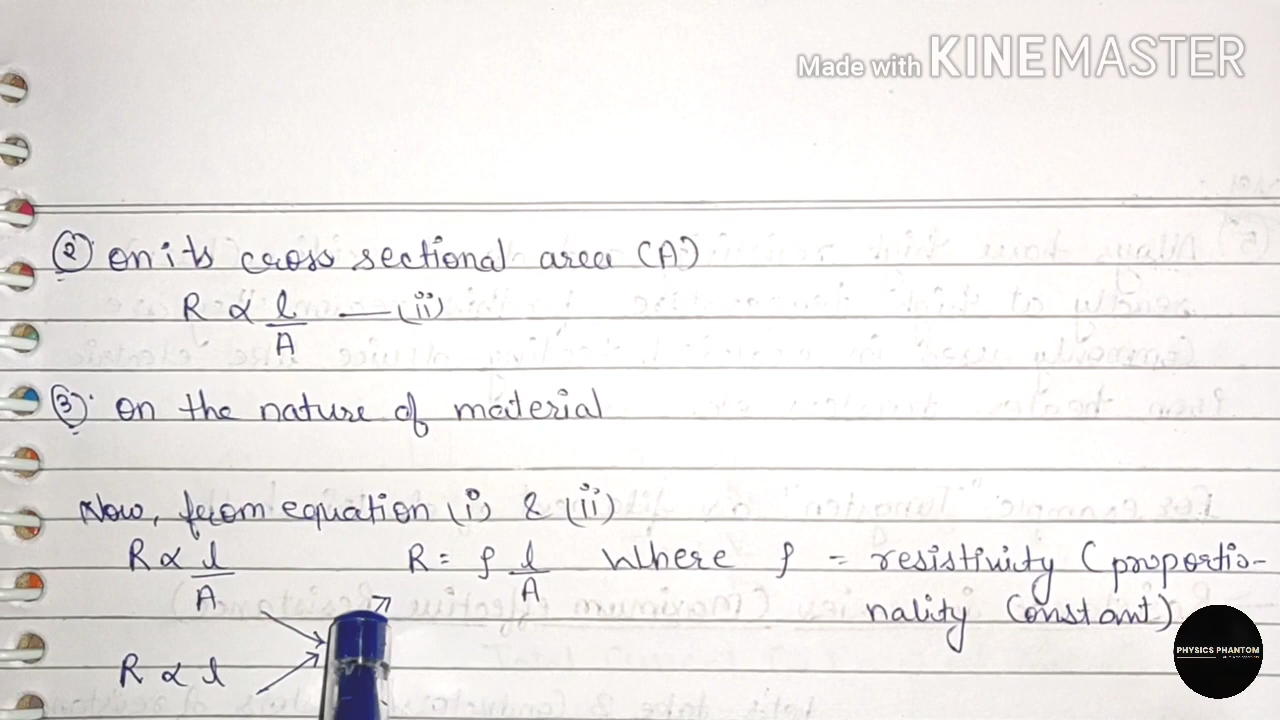 Made with KINEMASTER
② on its cross sectional area (A)
R ∝ l/A —(ii)
③ on the nature of material
Now, from equation (i) & (ii)
R ∝ l/A R = ρ l/A Where ρ = resistivity (proportio-
nality Constant)
R ∝ l
PHYSICS PHANTOM